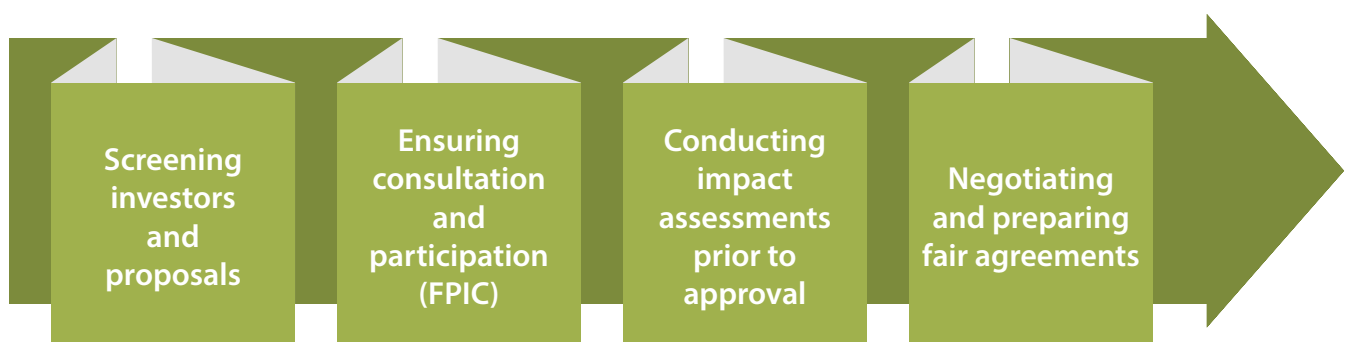 Screening
investors
and
proposals
Ensuring
consultation
and
participation
(FPIC)
Conducting
impact
assessments
prior to
approval
Negotiating
and preparing
fair agreements